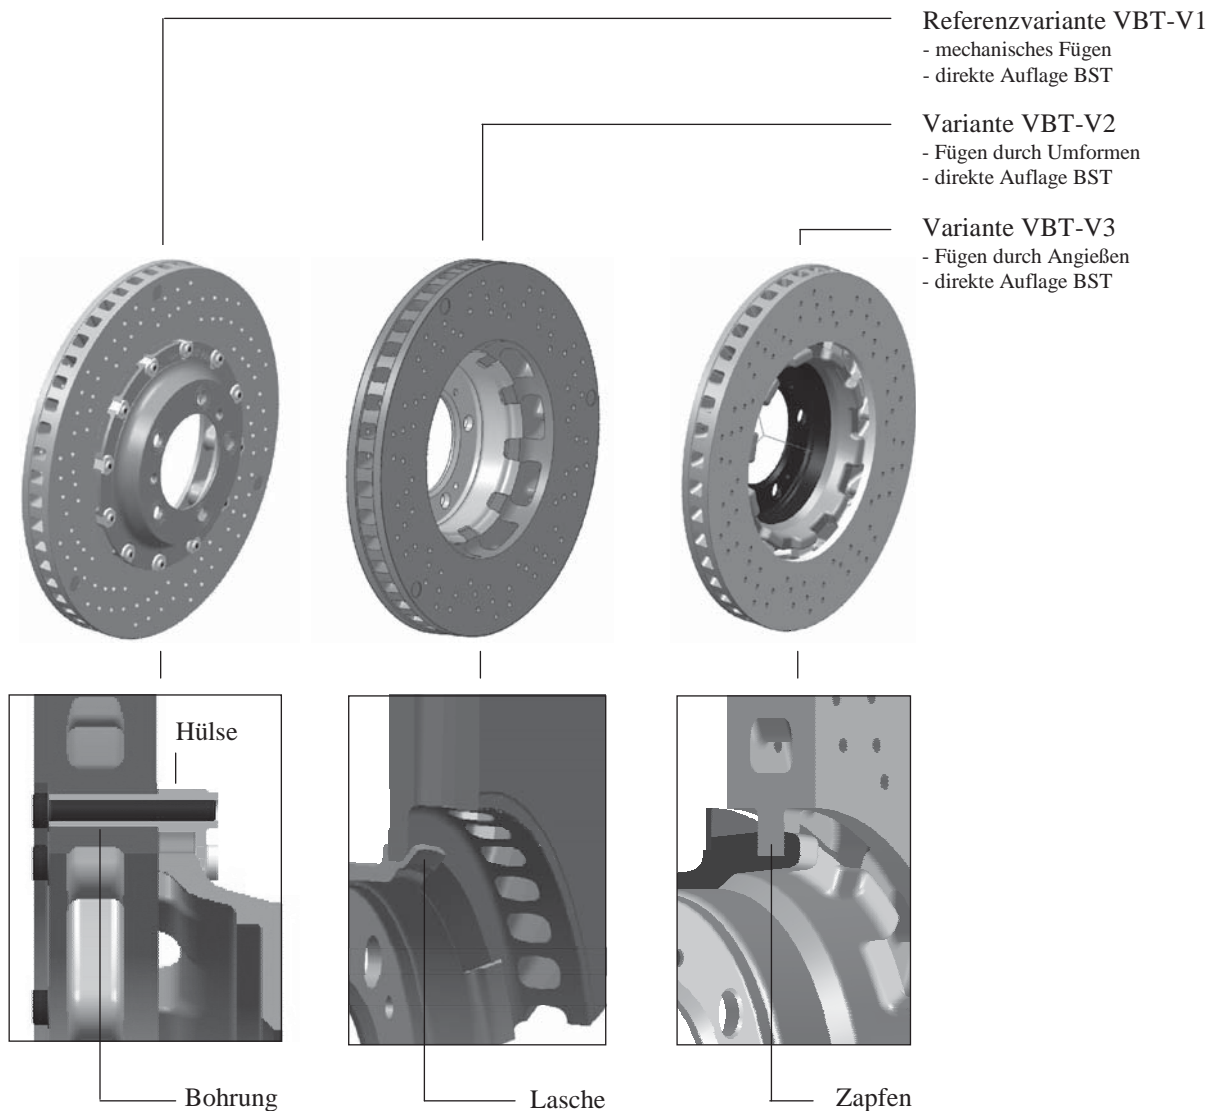 Referenzvariante VBT-V1
- mechanisches Fügen
- direkte Auflage BST
Variante VBT-V2
- Fügen durch Umformen
- direkte Auflage BST
Variante VBT-V3
- Fügen durch Angießen
- direkte Auflage BST
Hülse
Bohrung
Lasche
Zapfen